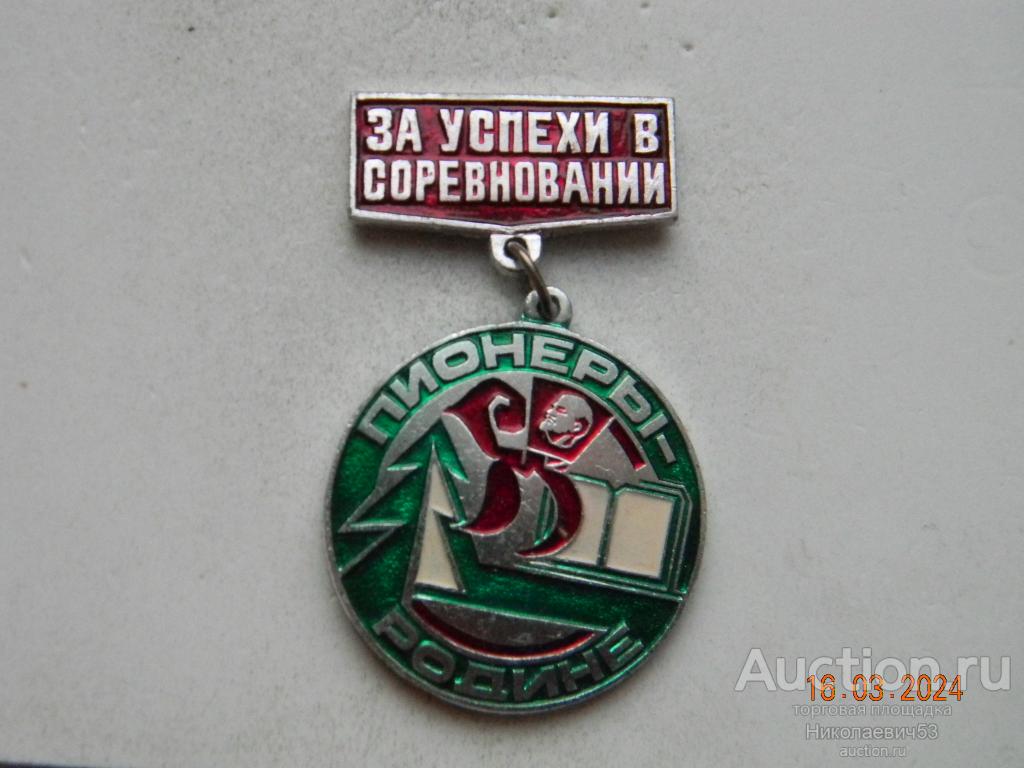 ЗА УСПЕХИ В
СОРЕВНОВАНИИ
ПИОНЕРЫ-
РОДИНЕ
Auction.ru
16.03.2024
торговая площадка
Николаевич53
auction.ru